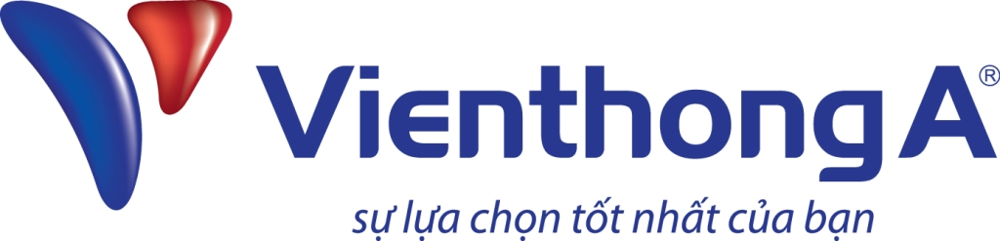 VienthongA®
sự lựa chọn tốt nhất của bạn